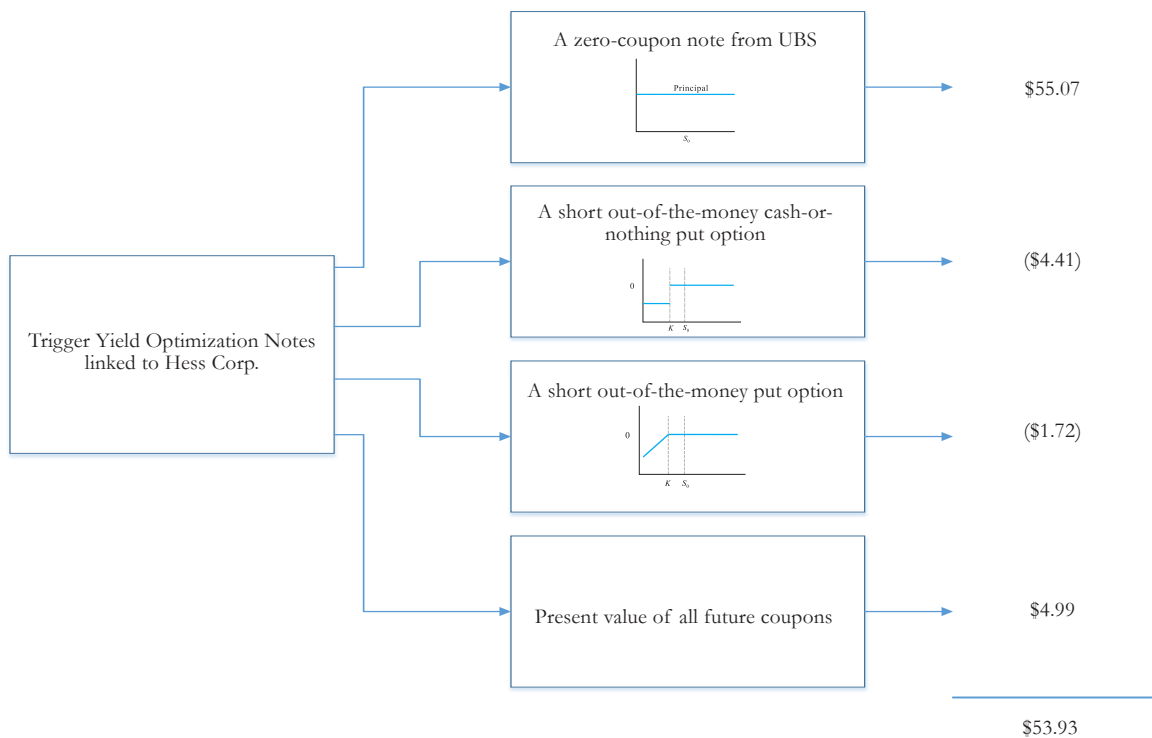 A zero-coupon note from UBS
Principal
S₀
$55.07
A short out-of-the-money cash-or-
nothing put option
0
K S₀
($4.41)
Trigger Yield Optimization Notes
linked to Hess Corp.
A short out-of-the-money put option
0
K S₀
($1.72)
Present value of all future coupons
$4.99
$53.93